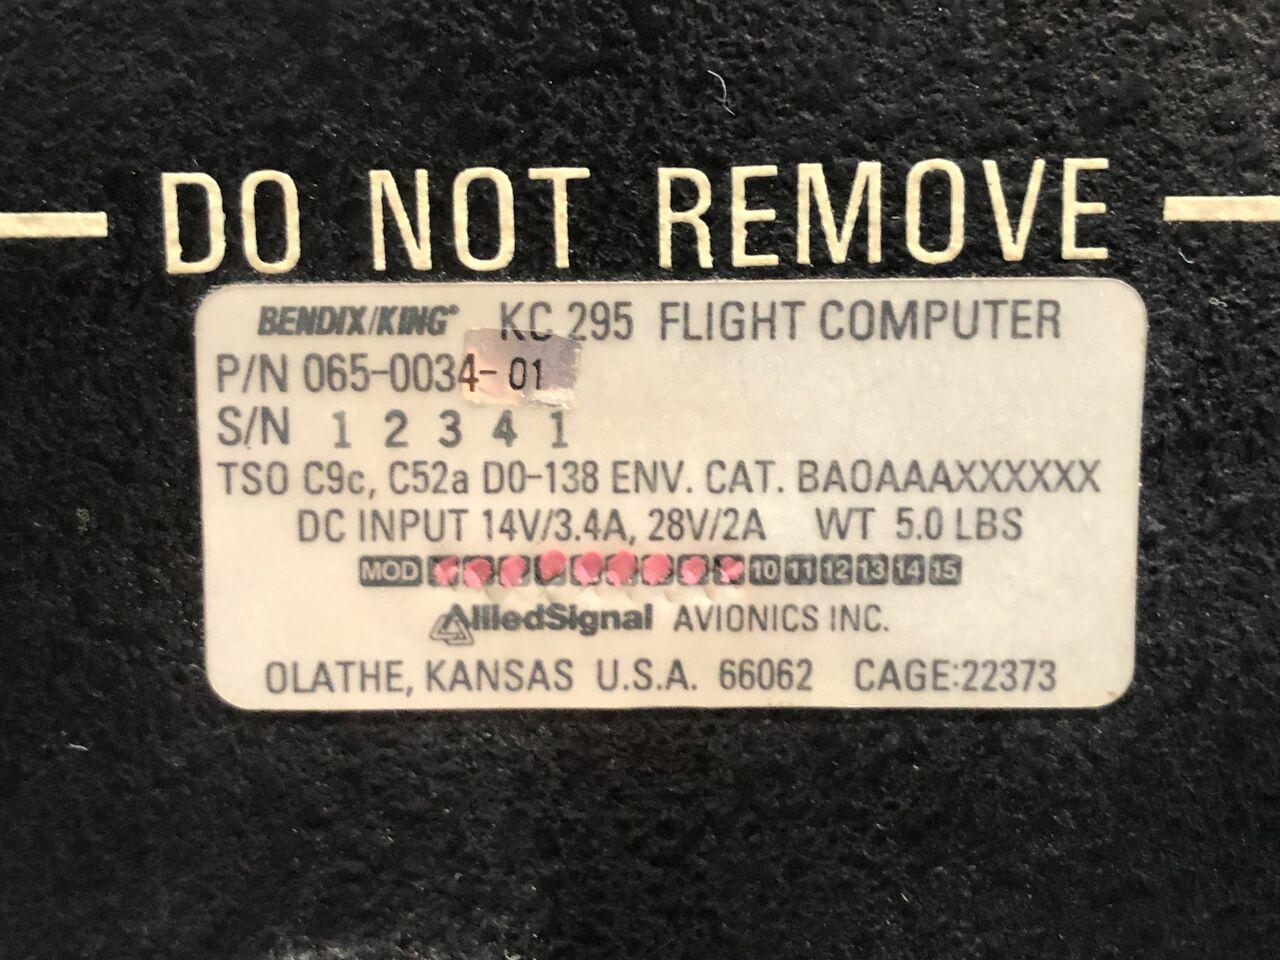 DO NOT REMOVE
BENDIX/KING® KC 295 FLIGHT COMPUTER
P/N 065-0034-01
S/N 1 2 3 4 1
TSO C9c, C52a DO-138 ENV. CAT. BAOAAAXXXXXX
DC INPUT 14V/3.4A, 28V/2A WT 5.0 LBS
MOD 10 11 12 13 14 15
AlliedSignal AVIONICS INC.
OLATHE, KANSAS U.S.A. 66062 CAGE:22373